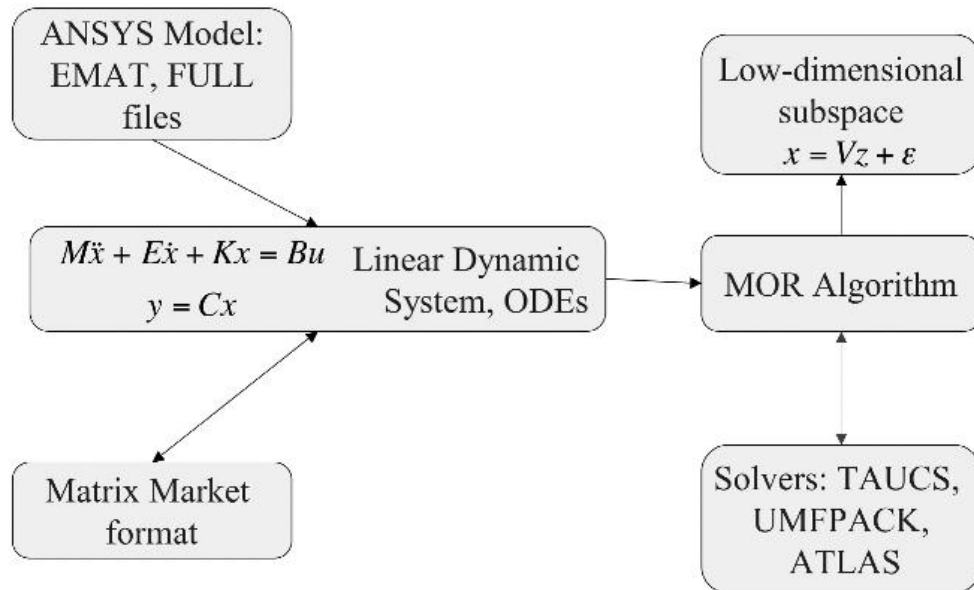 ANSYS Model:
EMAT, FULL
files
Low-dimensional
subspace
x = Vz + ε
Mẍ + Eẋ + Kx = Bu
y = Cx
Linear Dynamic
System, ODEs
MOR Algorithm
Matrix Market
format
Solvers: TAUCS,
UMFPACK,
ATLAS